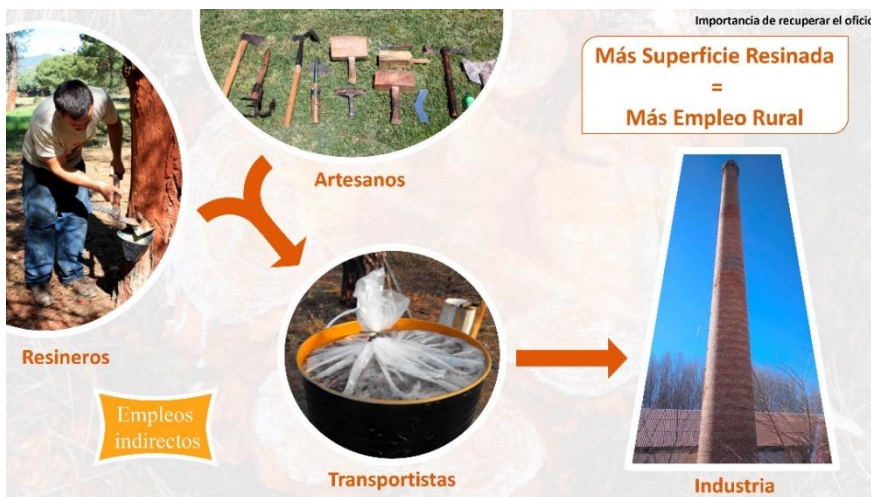 Importancia de recuperar el oficio
Más Superficie Resinada
=
Más Empleo Rural
Artesanos
Resineros
Empleos
indirectos
Transportistas
Industria